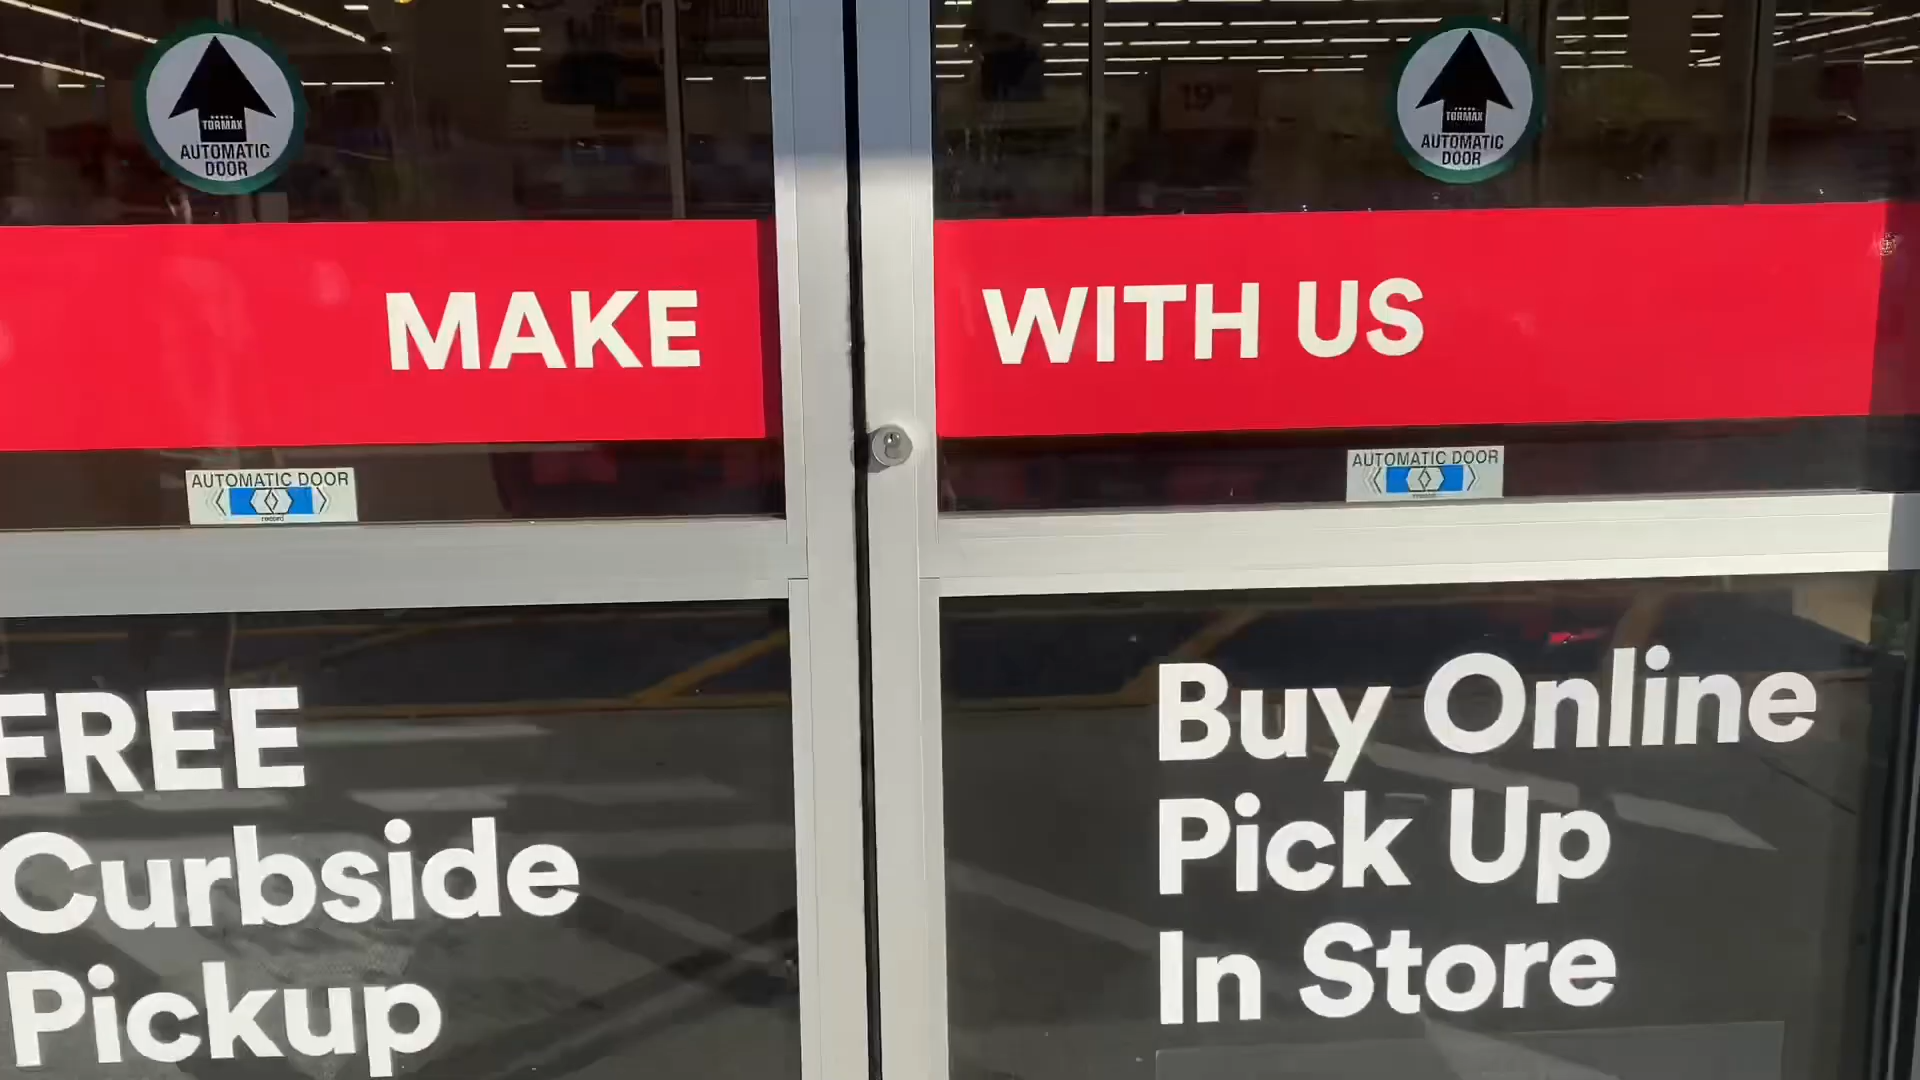 TORMAX
AUTOMATIC
DOOR
TORMAX
AUTOMATIC
DOOR
MAKE WITH US
AUTOMATIC DOOR
record
AUTOMATIC DOOR
FREE
Curbside
Pickup
Buy Online
Pick Up
In Store